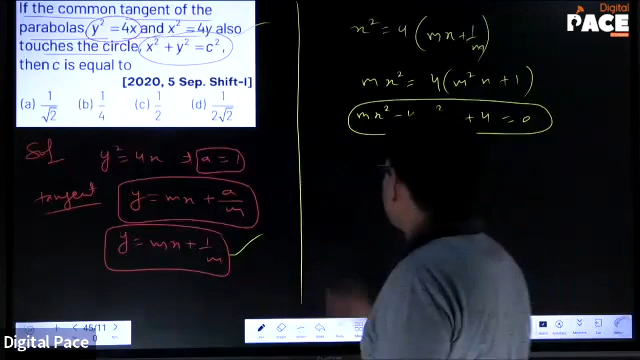 If the common tangent of the
parabolas, y² = 4x and x² = 4y also
touches the circle, x² + y² = c²,
then c is equal to
[2020, 5 Sep. Shift-I]
(a) 1/√2 (b) 1/4 (c) 1/2 (d) 1/2√2
Sol y² = 4x ⇒ a = 1
tangent y = mx + a/m
y = mx + 1/m
x² = 4 (mx + 1/m)
mx² = 4 (m²x + 1)
mx² - + 4 = 0
Digital
PACE
45/11
0
Digital Pace